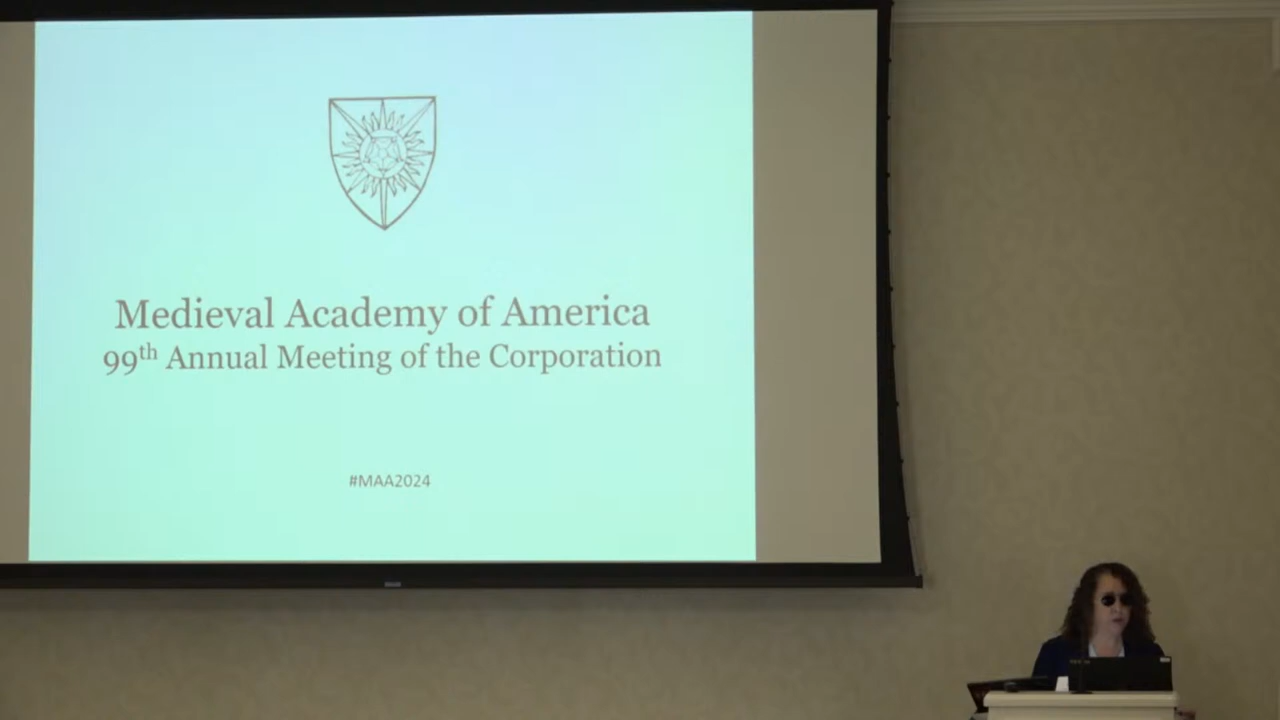 Medieval Academy of America
99th Annual Meeting of the Corporation
#MAA2024